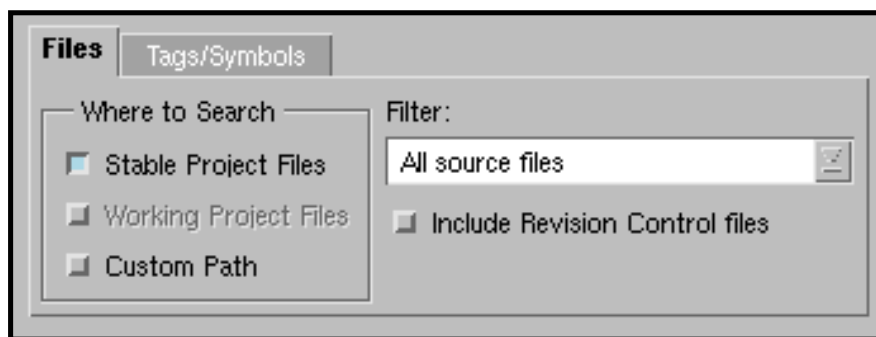 Files
Tags/Symbols
Where to Search
Stable Project Files
Working Project Files
Custom Path
Filter:
All source files
Include Revision Control files